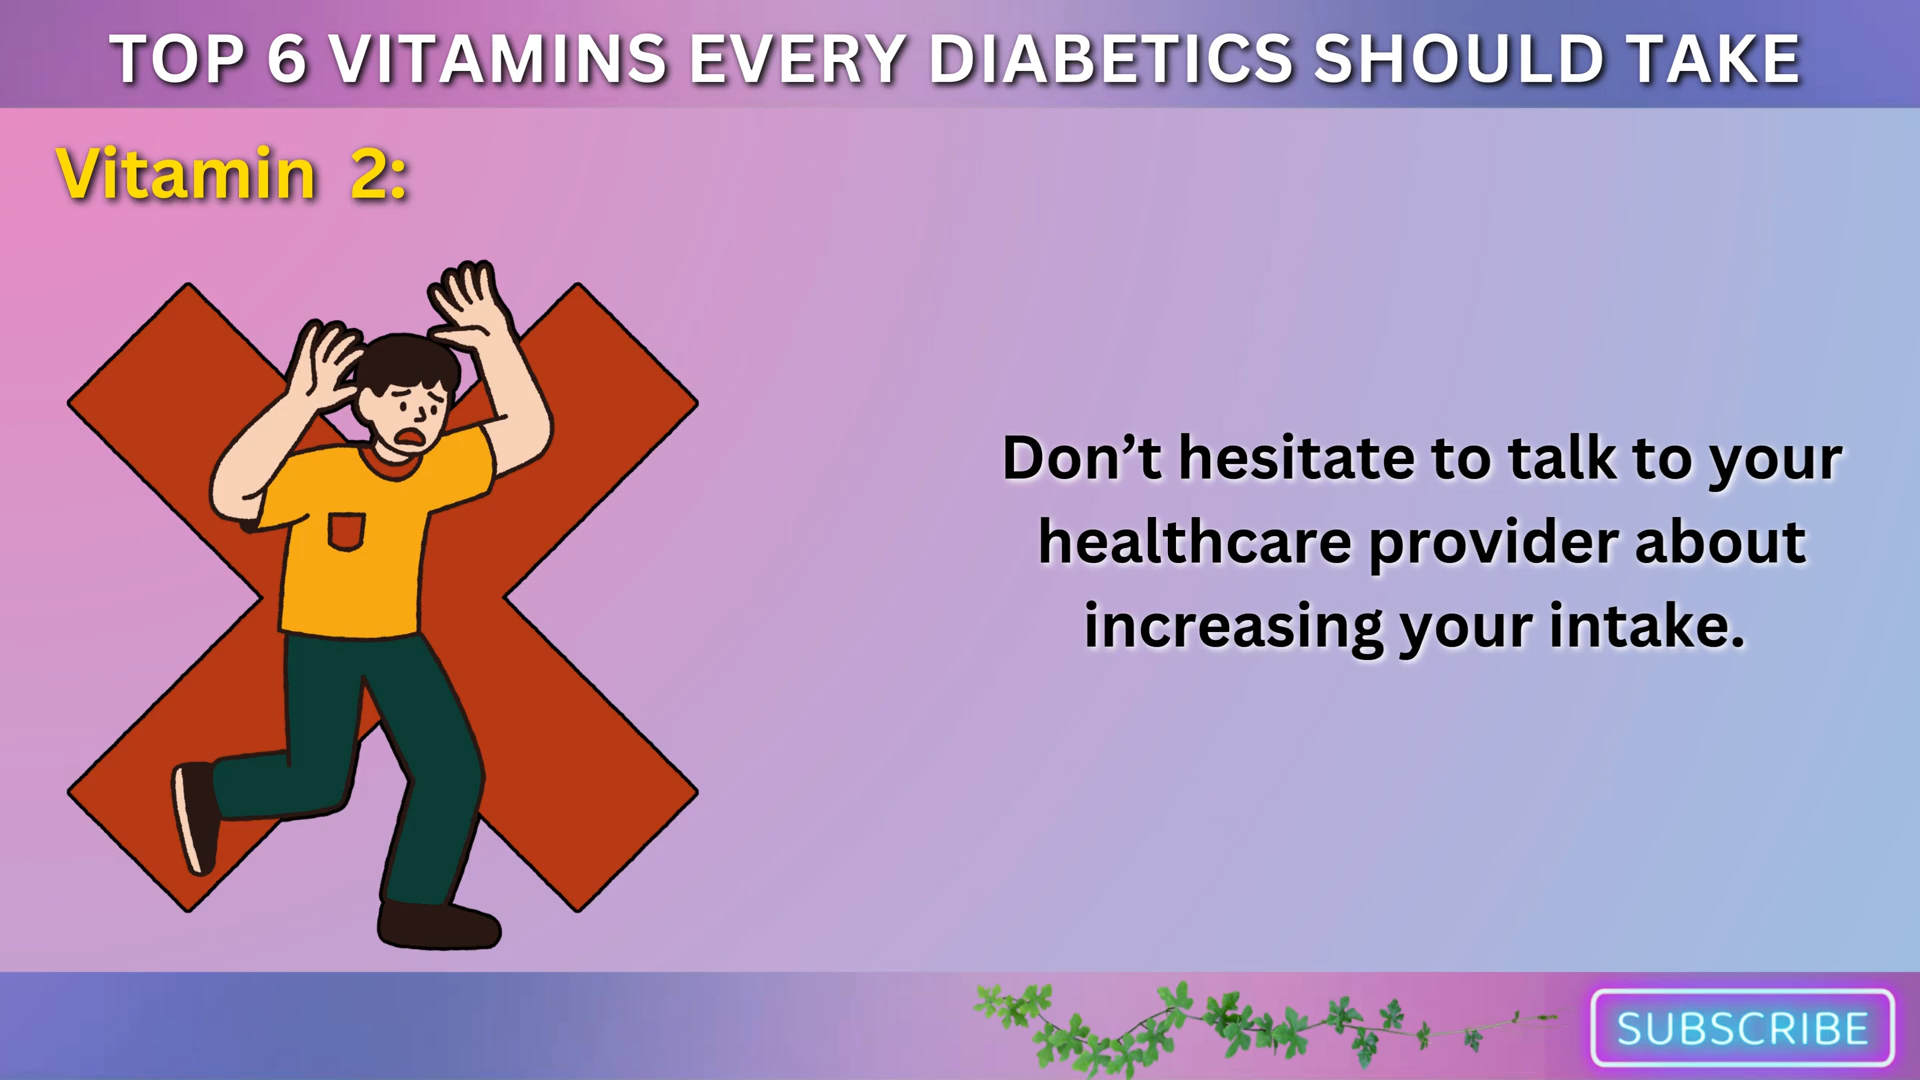 TOP 6 VITAMINS EVERY DIABETICS SHOULD TAKE
Vitamin 2:
Don’t hesitate to talk to your
healthcare provider about
increasing your intake.
SUBSCRIBE